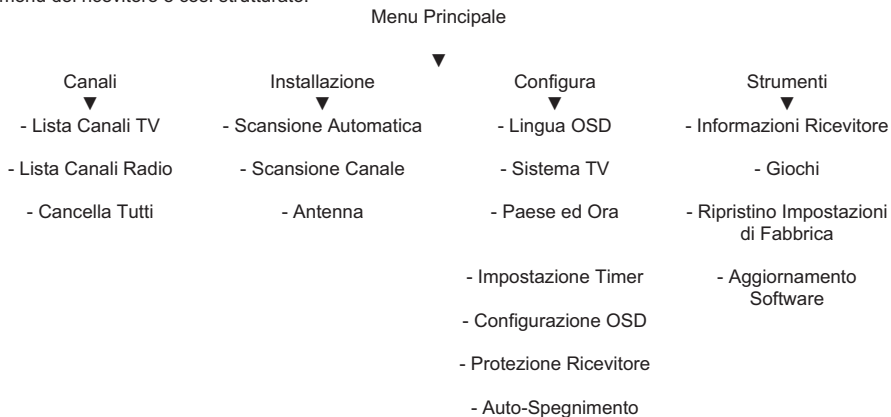 menu del ricevitore è così strutturato:
Menu Principale
▼
Canali
▼
- Lista Canali TV
- Lista Canali Radio
- Cancella Tutti
Installazione
▼
- Scansione Automatica
- Scansione Canale
- Antenna
Configura
▼
- Lingua OSD
- Sistema TV
- Paese ed Ora
- Impostazione Timer
- Configurazione OSD
- Protezione Ricevitore
- Auto-Spegnimento
Strumenti
▼
- Informazioni Ricevitore
- Giochi
- Ripristino Impostazioni
di Fabbrica
- Aggiornamento
Software